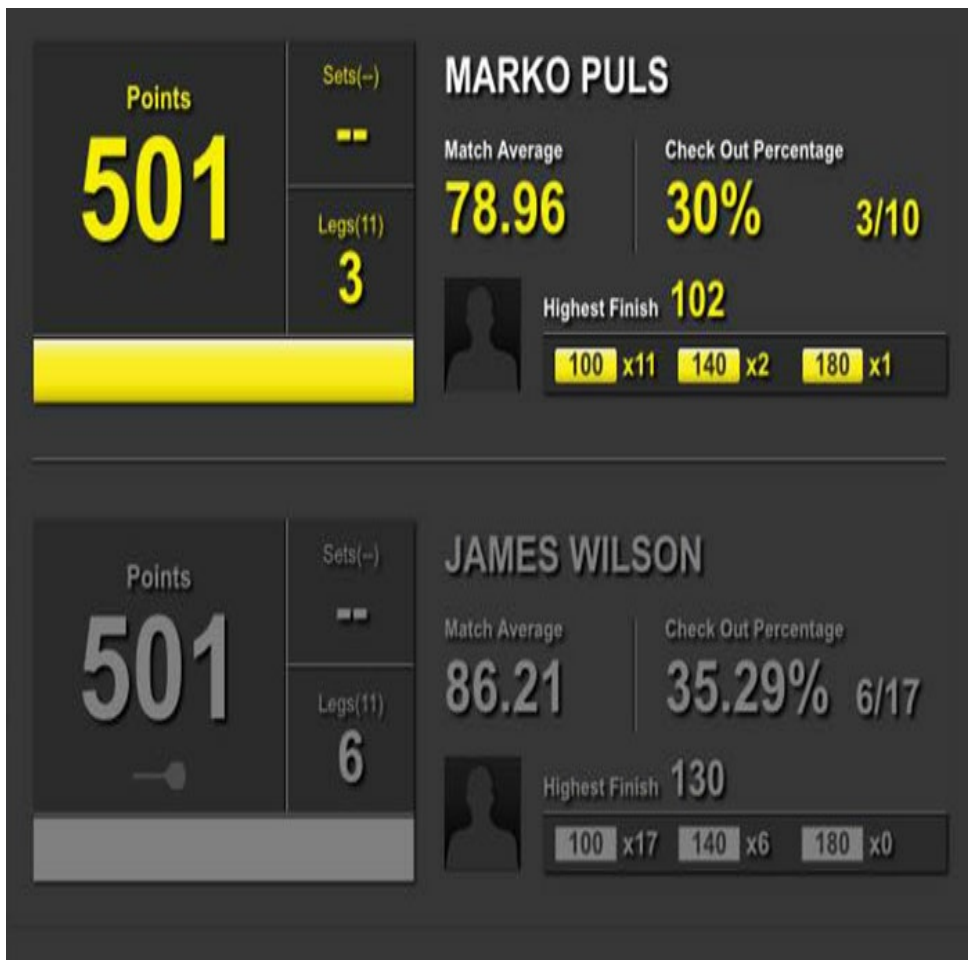 Points
501
Sets(--)
--
Legs(11)
3
MARKO PULS
Match Average
78.96
Check Out Percentage
30% 3/10
Highest Finish 102
100 x11 140 x2 180 x1
Points
501
Sets(--)
--
Legs(11)
6
JAMES WILSON
Match Average
86.21
Check Out Percentage
35.29% 6/17
Highest Finish 130
100 x17 140 x6 180 x0